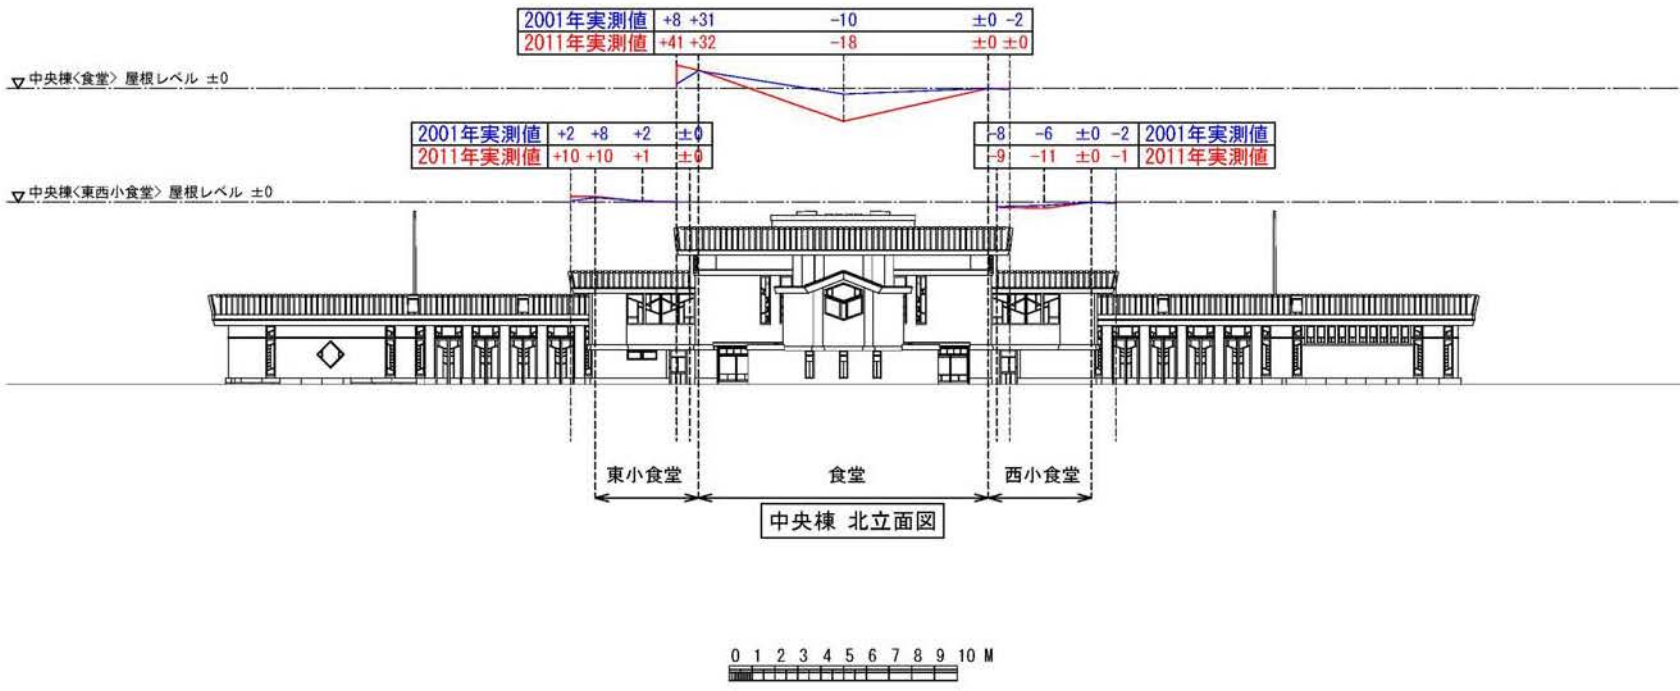 2001年実測値 +8 +31 -10 ±0 -2
2011年実測値 +41 +32 -18 ±0 ±0
中央棟<食堂> 屋根レベル ±0
2001年実測値 +2 +8 +2 ±0
2011年実測値 +10 +10 +1 ±0
-8 -6 ±0 -2 2001年実測値
-9 -11 ±0 -1 2011年実測値
中央棟<東西小食堂> 屋根レベル ±0
東小食堂 食堂 西小食堂
中央棟 北立面図
0 1 2 3 4 5 6 7 8 9 10 M